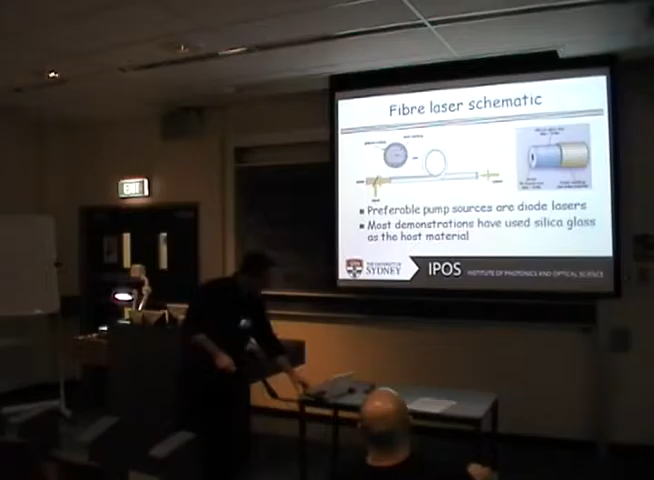 EXIT
Fibre laser schematic
Preferable pump sources are diode lasers
Most demonstrations have used silica glass
as the host material
THE UNIVERSITY OF
SYDNEY
IPOS
INSTITUTE OF PHOTONICS AND OPTICAL SCIENCE